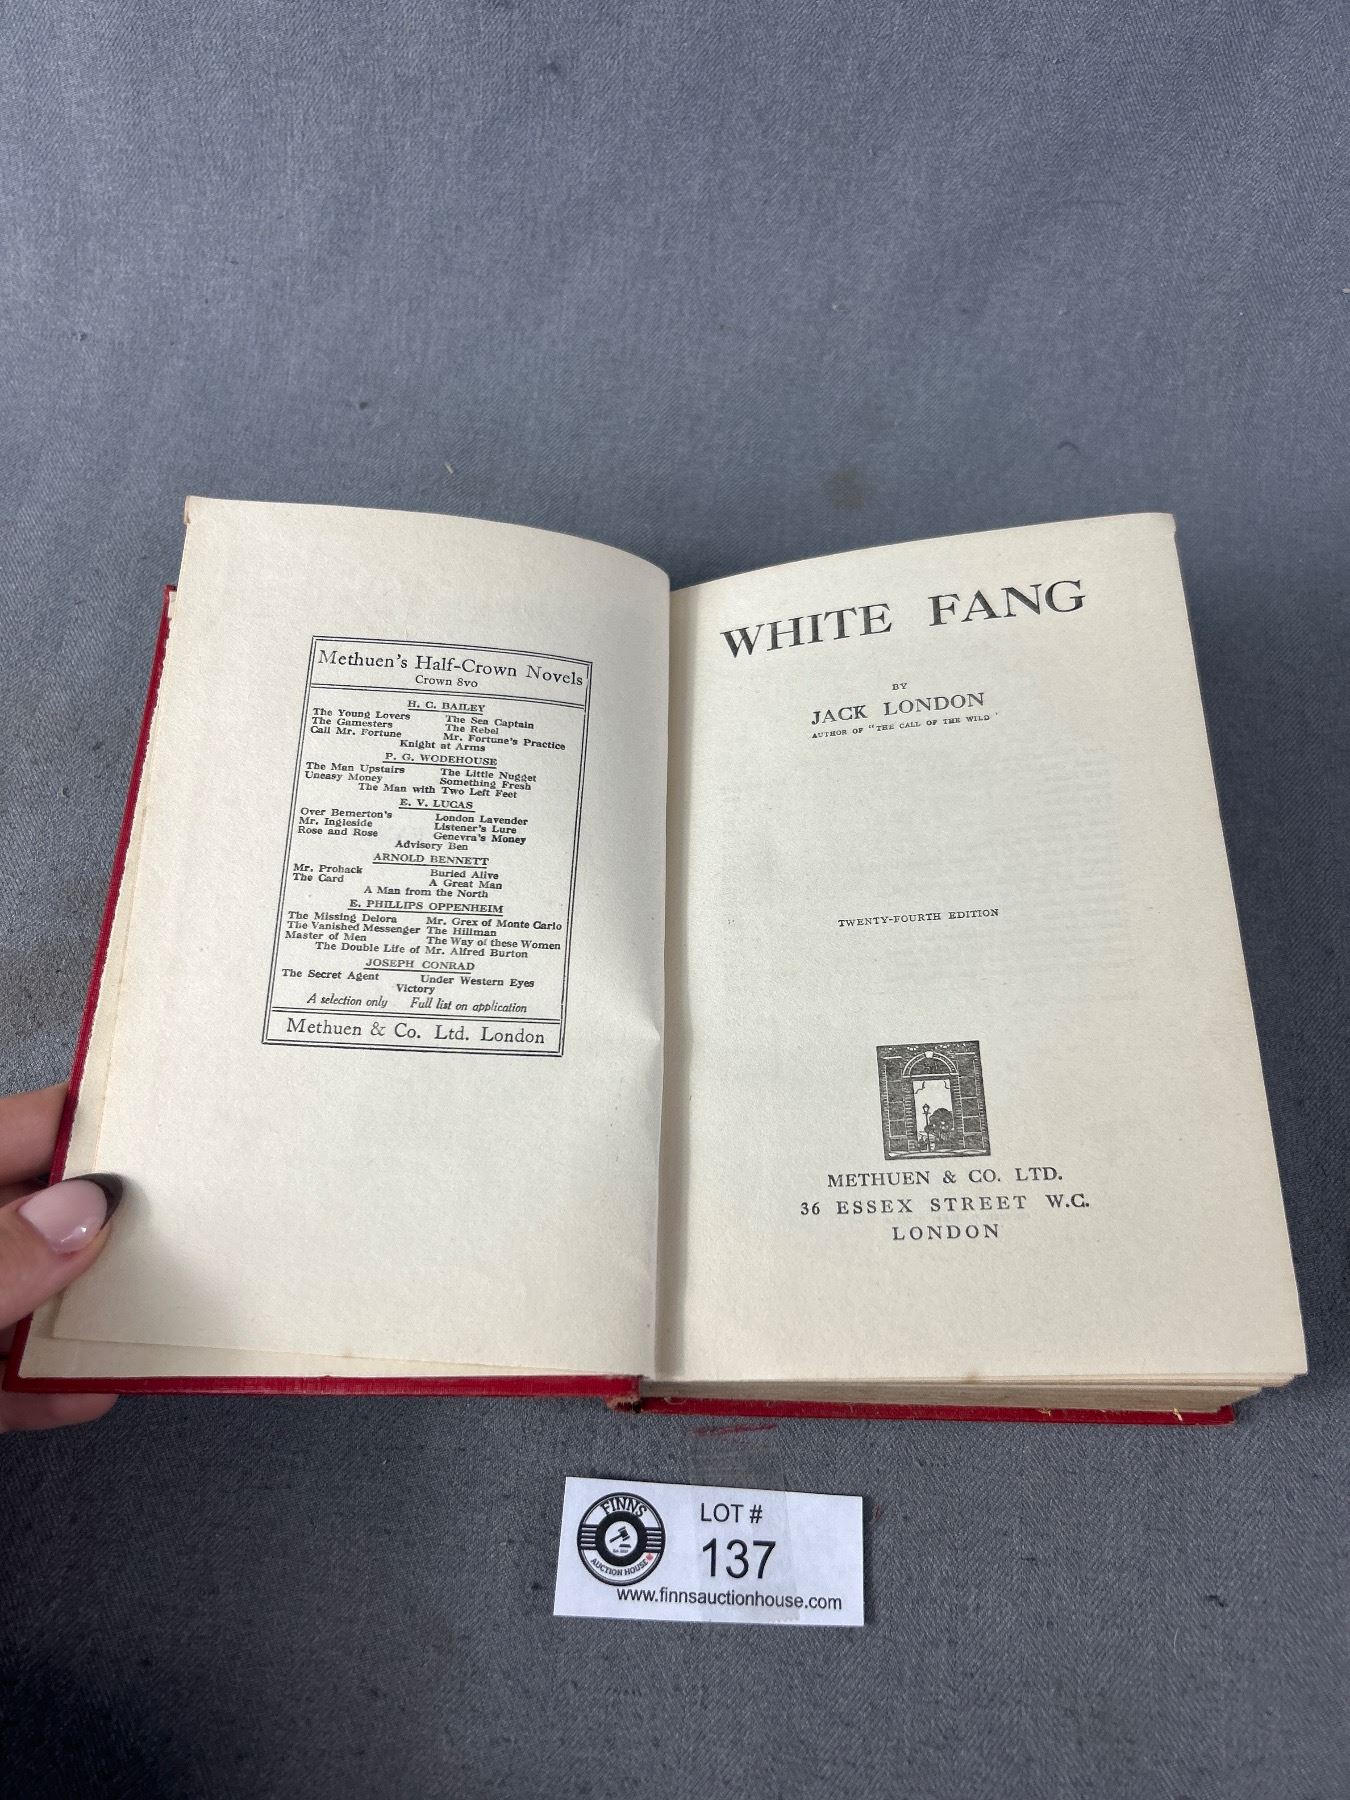 Methuen's Half-Crown Novels
Crown 8vo
H. C. BAILEY
The Young Lovers The Sea Captain
The Gamesters The Rebel
Call Mr. Fortune Mr. Fortune's Practice
Knight at Arms
P. G. WODEHOUSE
The Man Upstairs The Little Nugget
Uneasy Money Something Fresh
The Man with Two Left Feet
E. V. LUCAS
Over Bemerton's London Lavender
Mr. Ingleside Listener's Lure
Rose and Rose Genevra's Money
Advisory Ben
ARNOLD BENNETT
Mr. Prohack Buried Alive
The Card A Great Man
A Man from the North
E. PHILLIPS OPPENHEIM
The Missing Delora Mr. Grex of Monte Carlo
The Vanished Messenger The Hillman
Master of Men The Way of these Women
The Double Life of Mr. Alfred Burton
JOSEPH CONRAD
The Secret Agent Under Western Eyes
Victory
A selection only Full list on application
Methuen & Co. Ltd. London
WHITE FANG
BY
JACK LONDON
AUTHOR OF "THE CALL OF THE WILD"
TWENTY-FOURTH EDITION
METHUEN & CO. LTD.
36 ESSEX STREET W.C.
LONDON
FINNS
AUCTION HOUSE
LOT #
137
www.finnsauctionhouse.com